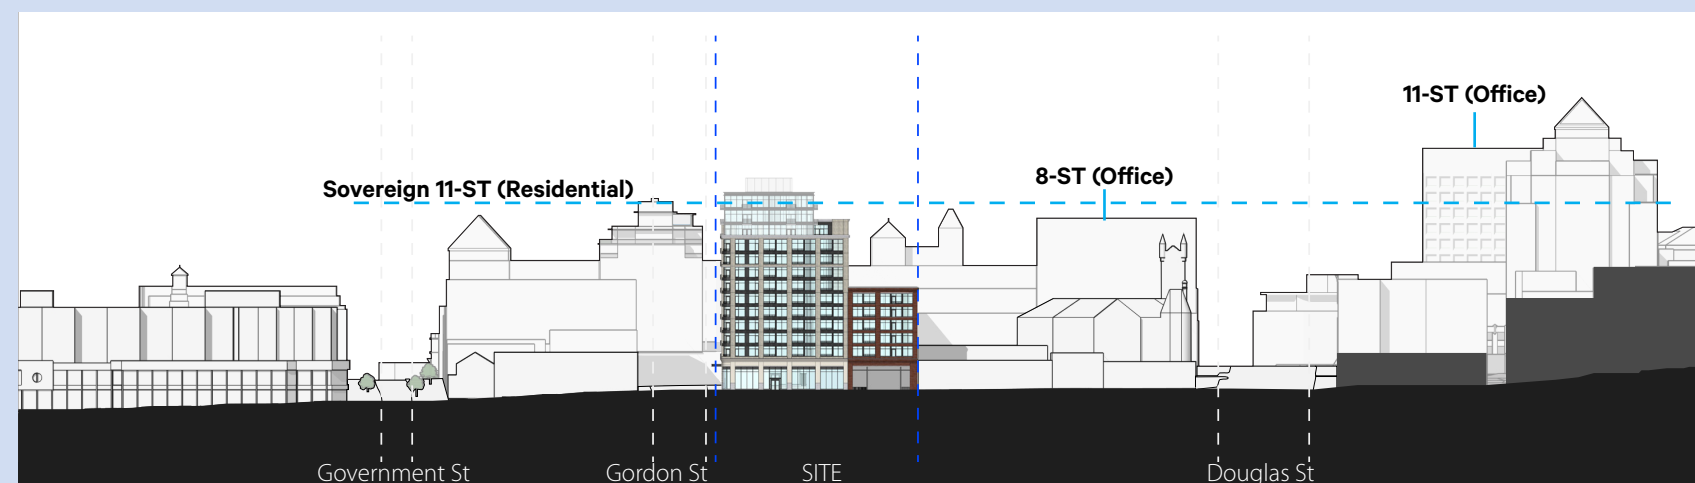 11-ST (Office)
8-ST (Office)
Sovereign 11-ST (Residential)
Government St
Gordon St
SITE
Douglas St